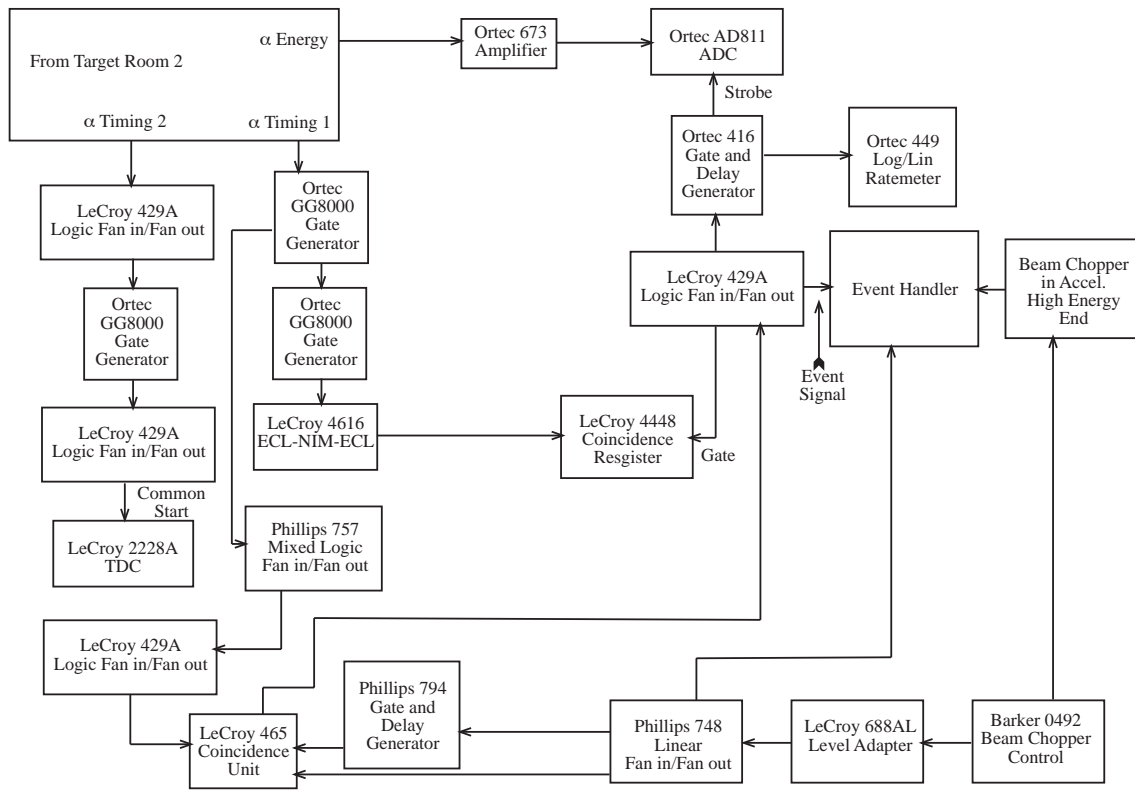 α Energy
From Target Room 2
α Timing 2
α Timing 1
Ortec 673
Amplifier
Ortec AD811
ADC
Strobe
Ortec 416
Gate and
Delay
Generator
Ortec 449
Log/Lin
Ratemeter
LeCroy 429A
Logic Fan in/Fan out
Ortec
GG8000
Gate
Generator
LeCroy 429A
Logic Fan in/Fan out
Event Handler
Beam Chopper
in Accel.
High Energy
End
Ortec
GG8000
Gate
Generator
Ortec
GG8000
Gate
Generator
Event
Signal
LeCroy 429A
Logic Fan in/Fan out
LeCroy 4616
ECL-NIM-ECL
LeCroy 4448
Coincidence
Resgister
Gate
Common
Start
LeCroy 2228A
TDC
Phillips 757
Mixed Logic
Fan in/Fan out
LeCroy 429A
Logic Fan in/Fan out
LeCroy 465
Coincidence
Unit
Phillips 794
Gate and
Delay
Generator
Phillips 748
Linear
Fan in/Fan out
LeCroy 688AL
Level Adapter
Barker 0492
Beam Chopper
Control